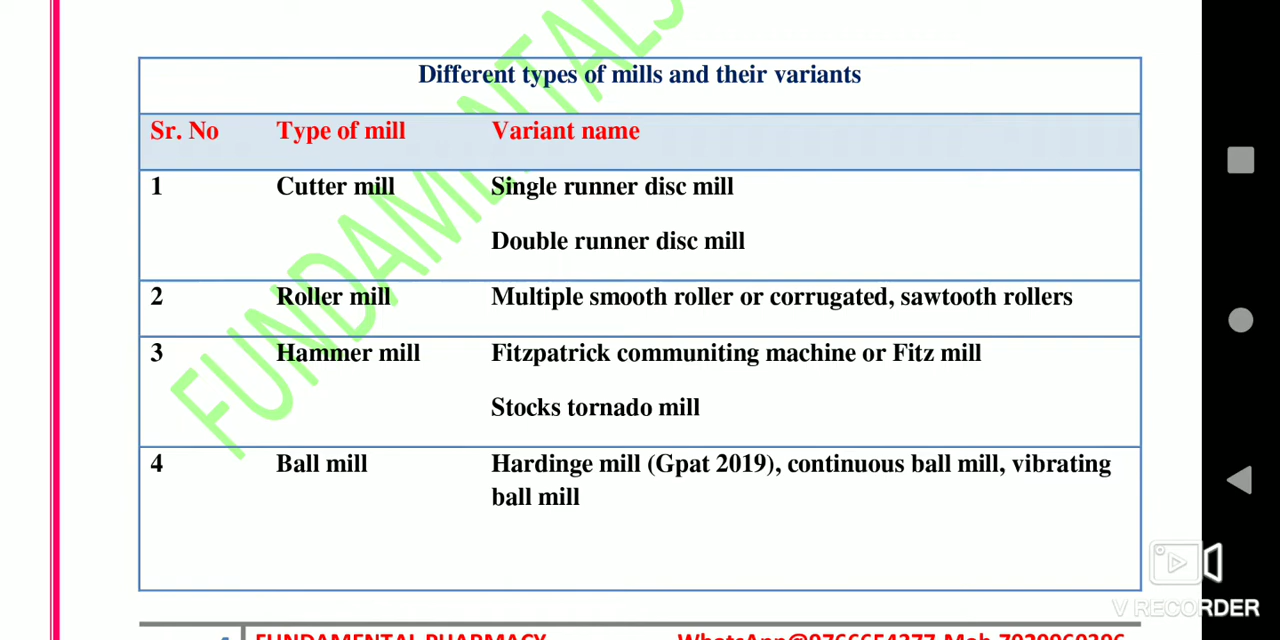 FUNDAMENTALS
Different types of mills and their variants
Sr. No Type of mill Variant name
1 Cutter mill Single runner disc mill
Double runner disc mill
2 Roller mill Multiple smooth roller or corrugated, sawtooth rollers
3 Hammer mill Fitzpatrick communiting machine or Fitz mill
Stocks tornado mill
4 Ball mill Hardinge mill (Gpat 2019), continuous ball mill, vibrating
ball mill
V RECORDER
FUNDAMENTAL PHARMACY